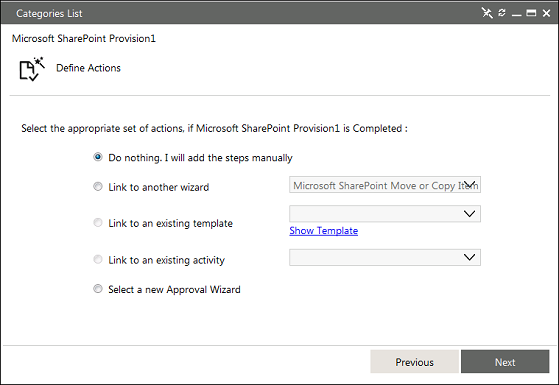 Categories List
Microsoft SharePoint Provision1
Define Actions
Select the appropriate set of actions, if Microsoft SharePoint Provision1 is Completed :
Do nothing. I will add the steps manually
Link to another wizard
Microsoft SharePoint Move or Copy Item
Link to an existing template
Show Template
Link to an existing activity
Select a new Approval Wizard
Previous
Next